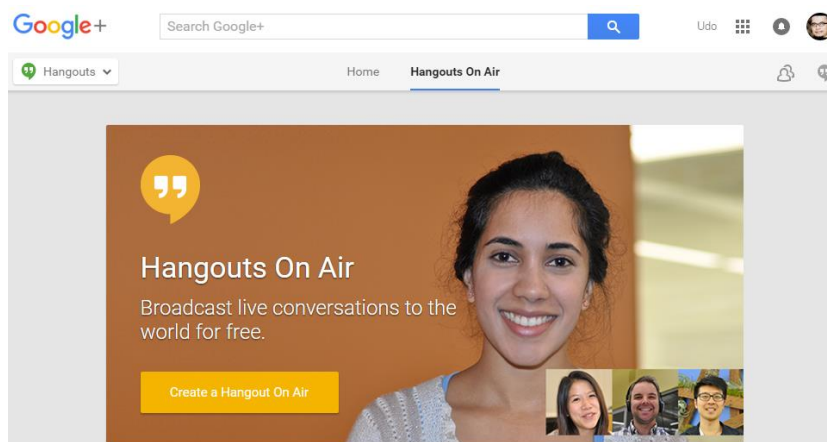 Google+
Search Google+
Udo
Hangouts
Home
Hangouts On Air
Hangouts On Air
Broadcast live conversations to the
world for free.
Create a Hangout On Air